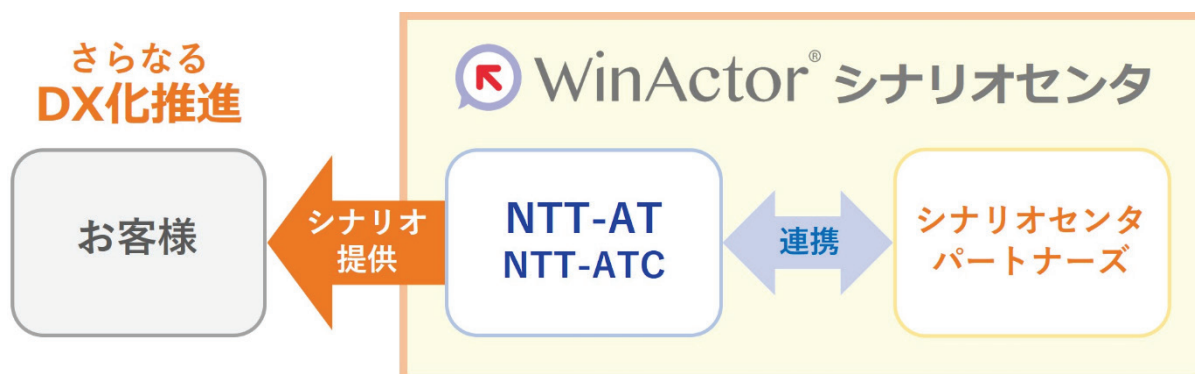 さらなる
DX化推進
WinActor® シナリオセンタ
お客様
シナリオ
提供
NTT-AT
NTT-ATC
連携
シナリオセンタ
パートナーズ